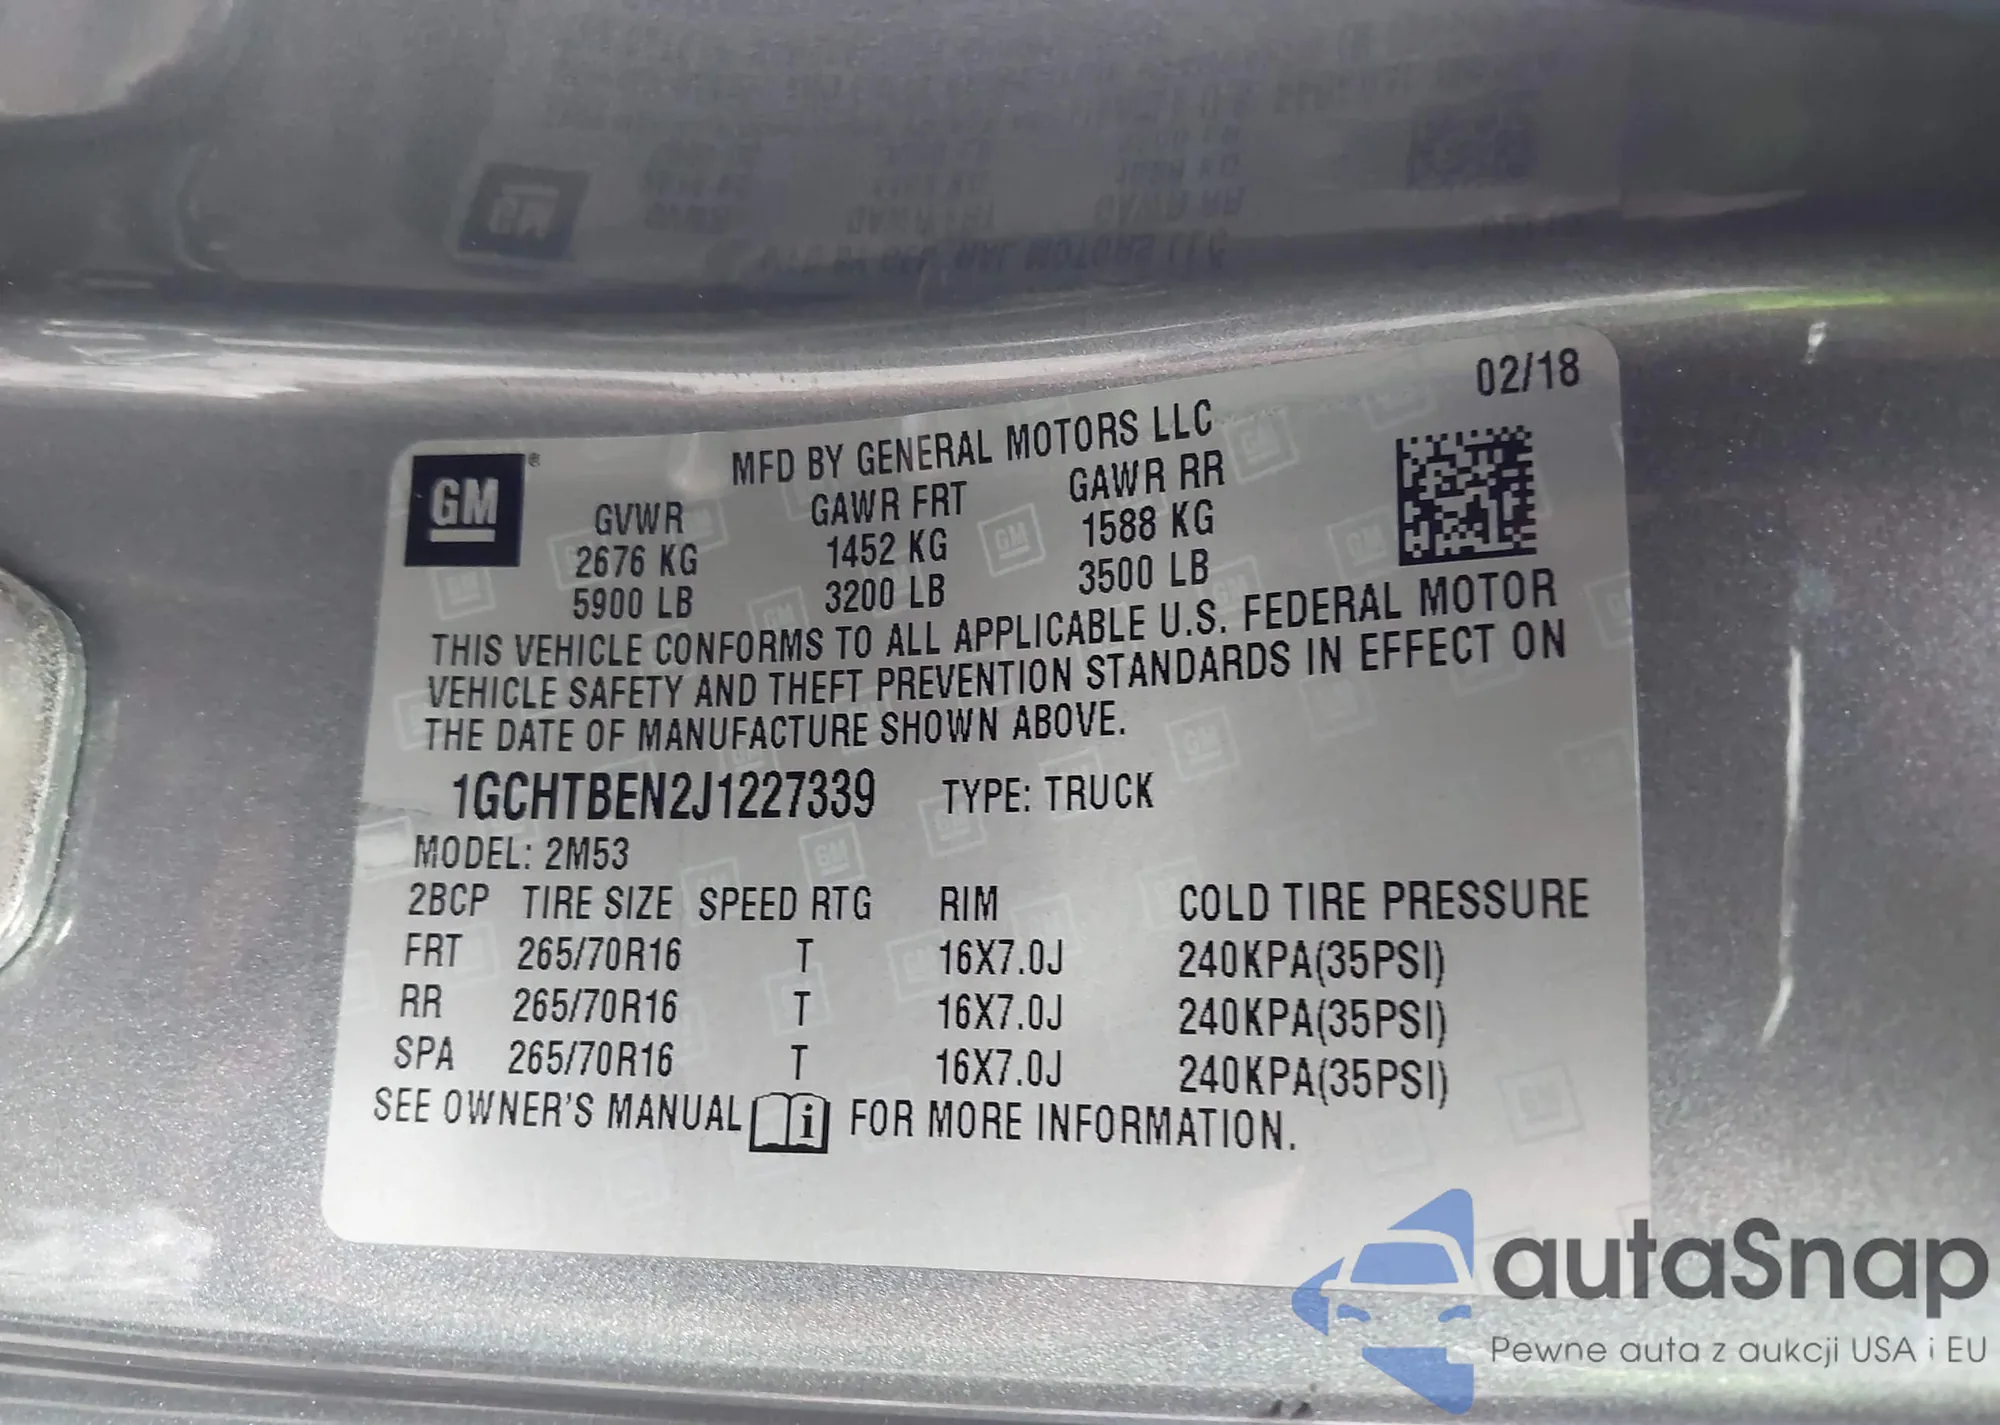 02/18
GM®
MFD BY GENERAL MOTORS LLC
GVWR GAWR FRT GAWR RR
2676 KG 1452 KG 1588 KG
5900 LB 3200 LB 3500 LB
THIS VEHICLE CONFORMS TO ALL APPLICABLE U.S. FEDERAL MOTOR
VEHICLE SAFETY AND THEFT PREVENTION STANDARDS IN EFFECT ON
THE DATE OF MANUFACTURE SHOWN ABOVE.
1GCHTBEN2J1227339 TYPE: TRUCK
MODEL: 2M53
2BCP TIRE SIZE SPEED RTG RIM COLD TIRE PRESSURE
FRT 265/70R16 T 16X7.0J 240KPA(35PSI)
RR 265/70R16 T 16X7.0J 240KPA(35PSI)
SPA 265/70R16 T 16X7.0J 240KPA(35PSI)
SEE OWNER'S MANUAL i FOR MORE INFORMATION.
autaSnap
Pewne auta z aukcji USA i EU